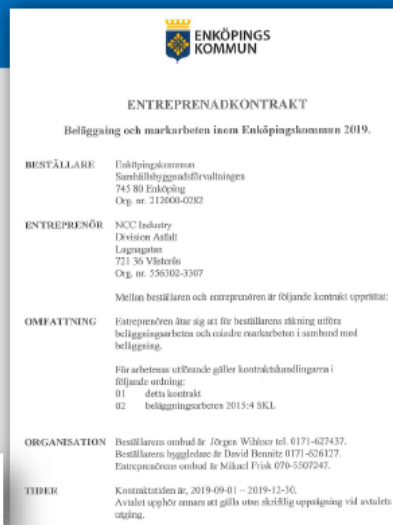 ENKÖPINGS
KOMMUN
ENTREPRENADKONTRAKT
Beläggning och markarbeten inom Enköpingskommun 2019.
BESTÄLLARE Enköpingskommun
Samhällsbyggnadsförvaltningen
745 80 Enköping
Org. nr. 212000-0282
ENTREPRENÖR NCC Industry
Division Asfalt
Lugnagatan
721 36 Västerås
Org. nr. 556302-3307
Mellan beställaren och entreprenören är följande kontrakt upprättat:
OMFATTNING Entreprenören åtar sig att för beställarens räkning utföra
beläggningsarbeten och mindre markarbeten i samband med
beläggning.
För arbetenas utförande gäller kontraktshandlingarna i
följande ordning:
01 detta kontrakt
02 beläggningsarbeten 2015:4 SKL
ORGANISATION Beställarens ombud är Jörgen tel. 0171-627437.
Beställarens byggledare är David Bennitz 0171-626127.
Entreprenörens ombud är Mikael Frisk 070-5507247.
TIDER Kontraktstiden är, 2019-09-01 – 2019-12-30.
Avtalet upphör annars att gälla utan skriftlig uppsägning vid avtalets
utgång.